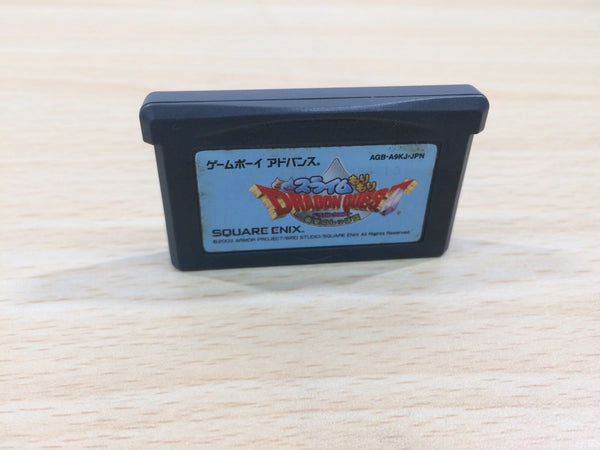 ゲームボーイ アドバンス®
AGB-A9KJ-JPN
スライムもりもり
DRAGON QUEST
SQUARE ENIX™
©2003 ARMOR PROJECT/BIRD STUDIO/SQUARE ENIX All Rights Reserved.